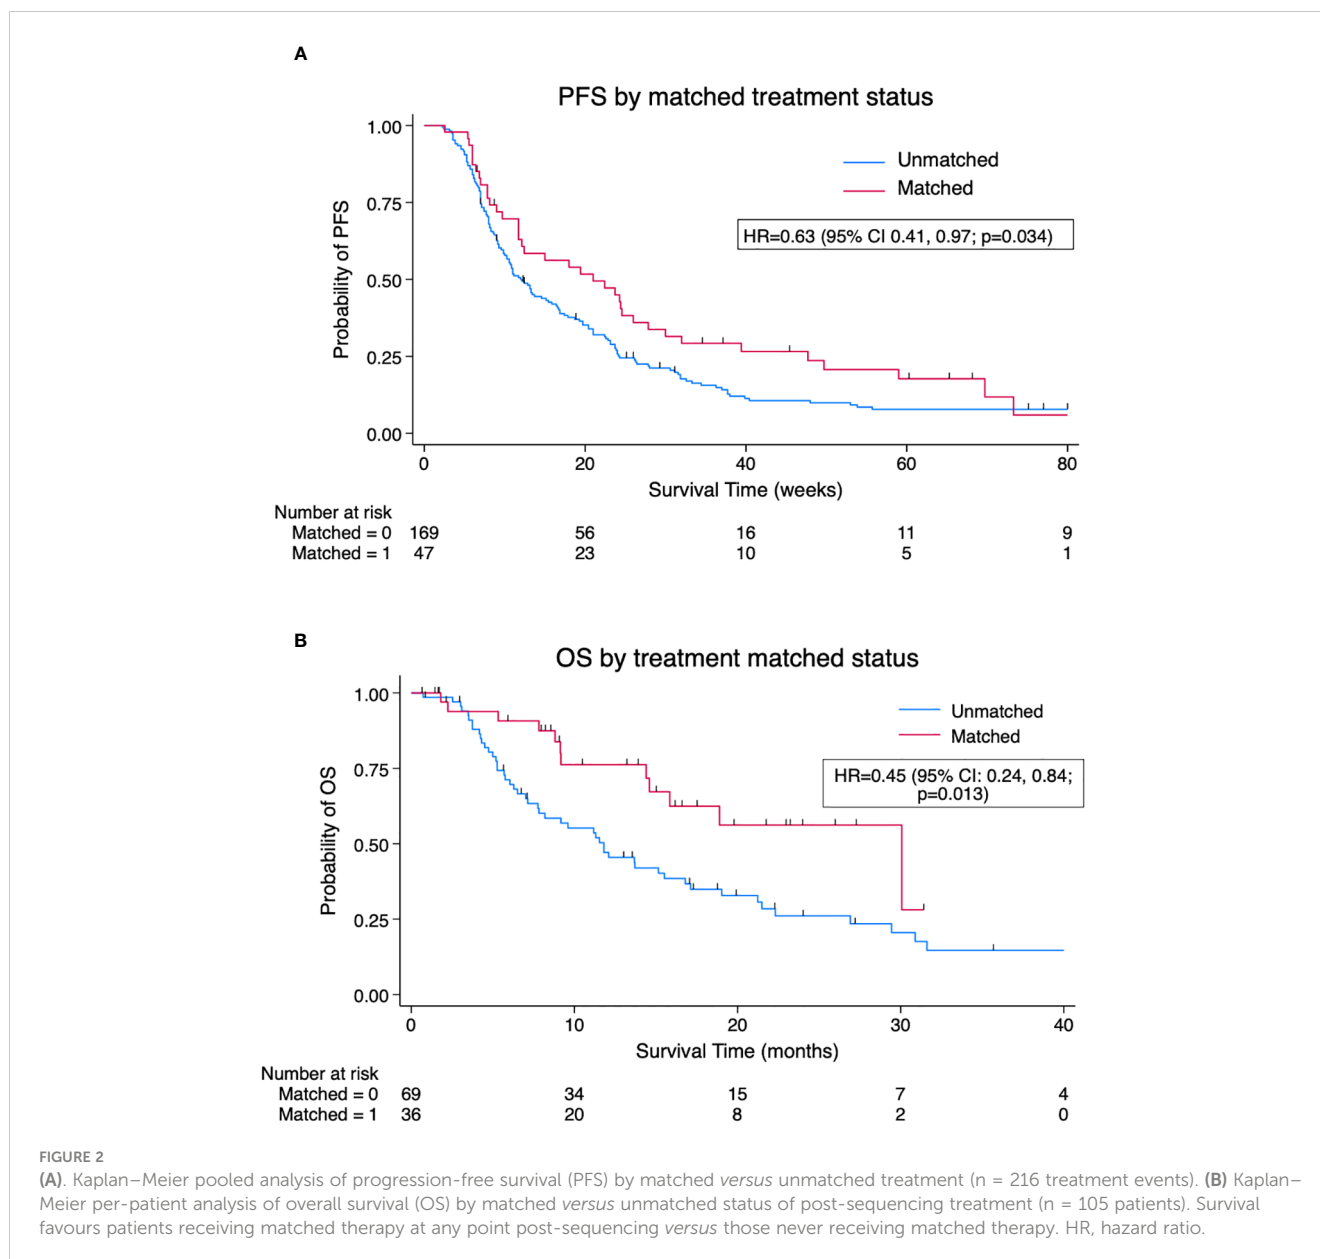 A
PFS by matched treatment status
1.00
0.75
0.50
0.25
0.00
Probability of PFS
Unmatched
Matched
HR=0.63 (95% CI 0.41, 0.97; p=0.034)
0 20 40 60 80
Survival Time (weeks)
Number at risk
Matched = 0 169 56 16 11 9
Matched = 1 47 23 10 5 1
B
OS by treatment matched status
1.00
0.75
0.50
0.25
0.00
Probability of OS
Unmatched
Matched
HR=0.45 (95% CI: 0.24, 0.84;
p=0.013)
0 10 20 30 40
Survival Time (months)
Number at risk
Matched = 0 69 34 15 7 4
Matched = 1 36 20 8 2 0
FIGURE 2
(A). Kaplan–Meier pooled analysis of progression-free survival (PFS) by matched versus unmatched treatment (n = 216 treatment events). (B) Kaplan–
Meier per-patient analysis of overall survival (OS) by matched versus unmatched status of post-sequencing treatment (n = 105 patients). Survival
favours patients receiving matched therapy at any point post-sequencing versus those never receiving matched therapy. HR, hazard ratio.